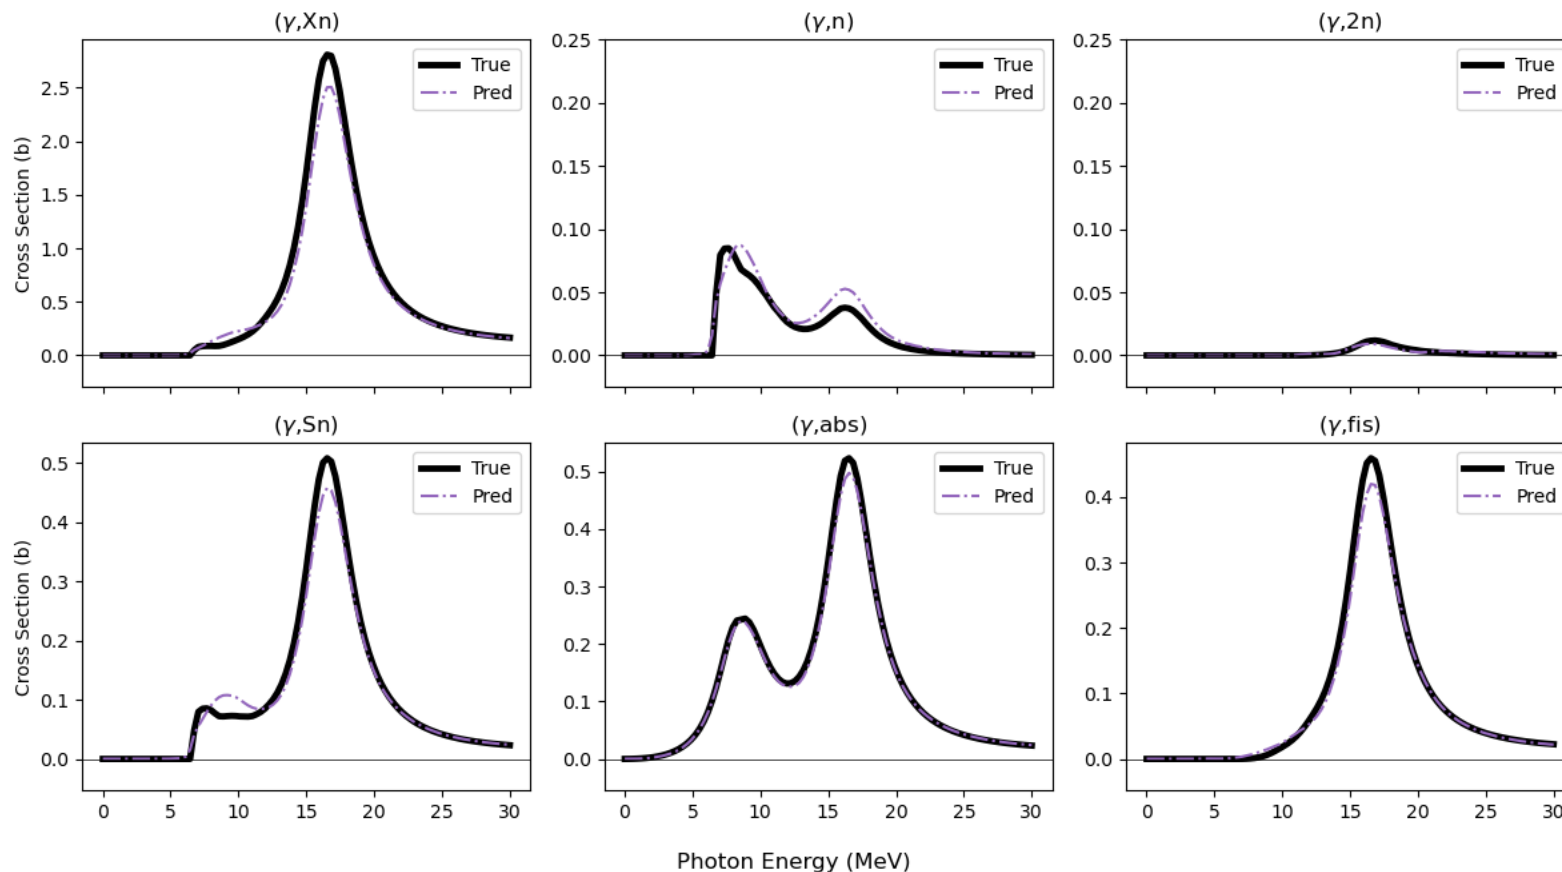 (γ,Xn)
(γ,n)
(γ,2n)
True
Pred
True
Pred
True
Pred
Cross Section (b)
2.5
2.0
1.5
1.0
0.5
0.0
0.25
0.20
0.15
0.10
0.05
0.00
0.25
0.20
0.15
0.10
0.05
0.00
(γ,Sn)
(γ,abs)
(γ,fis)
True
Pred
True
Pred
True
Pred
Cross Section (b)
0.5
0.4
0.3
0.2
0.1
0.0
0.5
0.4
0.3
0.2
0.1
0.0
0.4
0.3
0.2
0.1
0.0
0 5 10 15 20 25 30
0 5 10 15 20 25 30
0 5 10 15 20 25 30
Photon Energy (MeV)